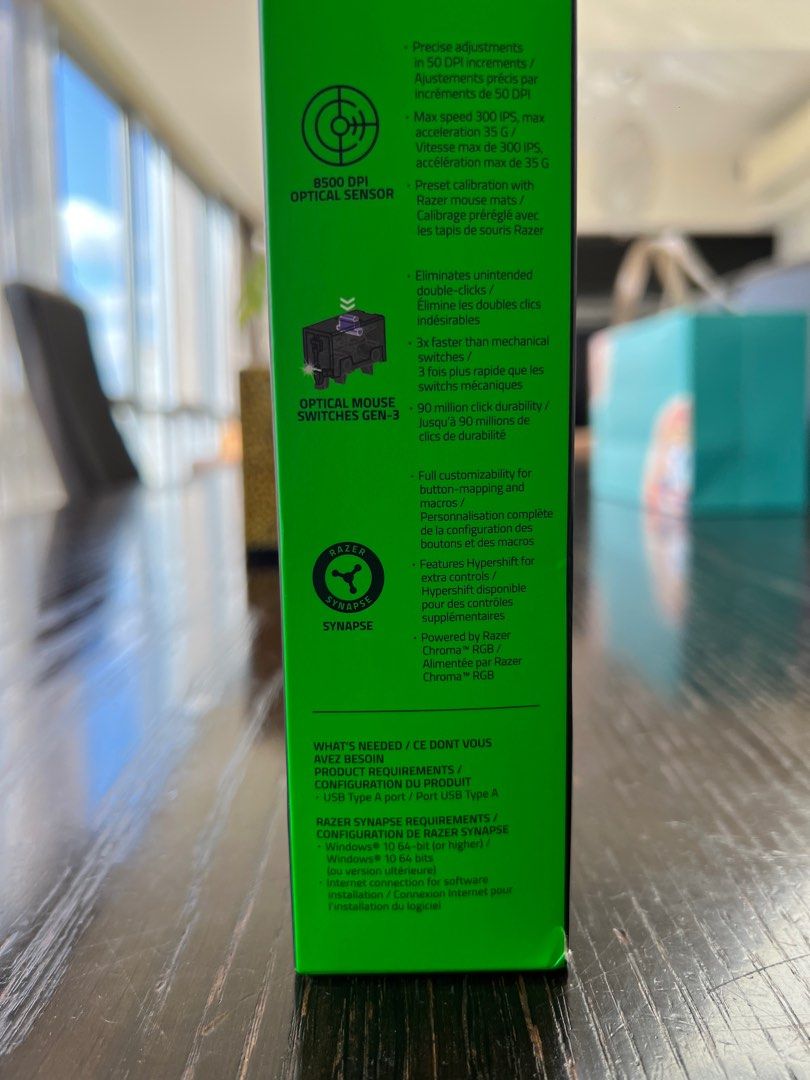 · Precise adjustments
in 50 DPI increments /
Ajustements précis par
incréments de 50 DPI
· Max speed 300 IPS, max
acceleration 35 G /
Vitesse max de 300 IPS,
accélération max de 35 G
8500 DPI
OPTICAL SENSOR
· Preset calibration with
Razer mouse mats /
Calibrage préréglé avec
les tapis de souris Razer
· Eliminates unintended
double-clicks /
Élimine les doubles clics
indésirables
· 3x faster than mechanical
switches /
3 fois plus rapide que les
switchs mécaniques
OPTICAL MOUSE
SWITCHES GEN-3
· 90 million click durability /
Jusqu'à 90 millions de
clics de durabilité
· Full customizability for
button-mapping and
macros /
Personnalisation complète
de la configuration des
boutons et des macros
RAZER
SYNAPSE
SYNAPSE
· Features Hypershift for
extra controls /
Hypershift disponible
pour des contrôles
supplémentaires
· Powered by Razer
Chroma™ RGB /
Alimentée par Razer
Chroma™ RGB
WHAT'S NEEDED / CE DONT VOUS
AVEZ BESOIN
PRODUCT REQUIREMENTS /
CONFIGURATION DU PRODUIT
· USB Type A port / Port USB Type A
RAZER SYNAPSE REQUIREMENTS /
CONFIGURATION DE RAZER SYNAPSE
· Windows® 10 64-bit (or higher) /
Windows® 10 64 bits
(ou version ultérieure)
· Internet connection for software
installation / Connexion Internet pour
l'installation du logiciel